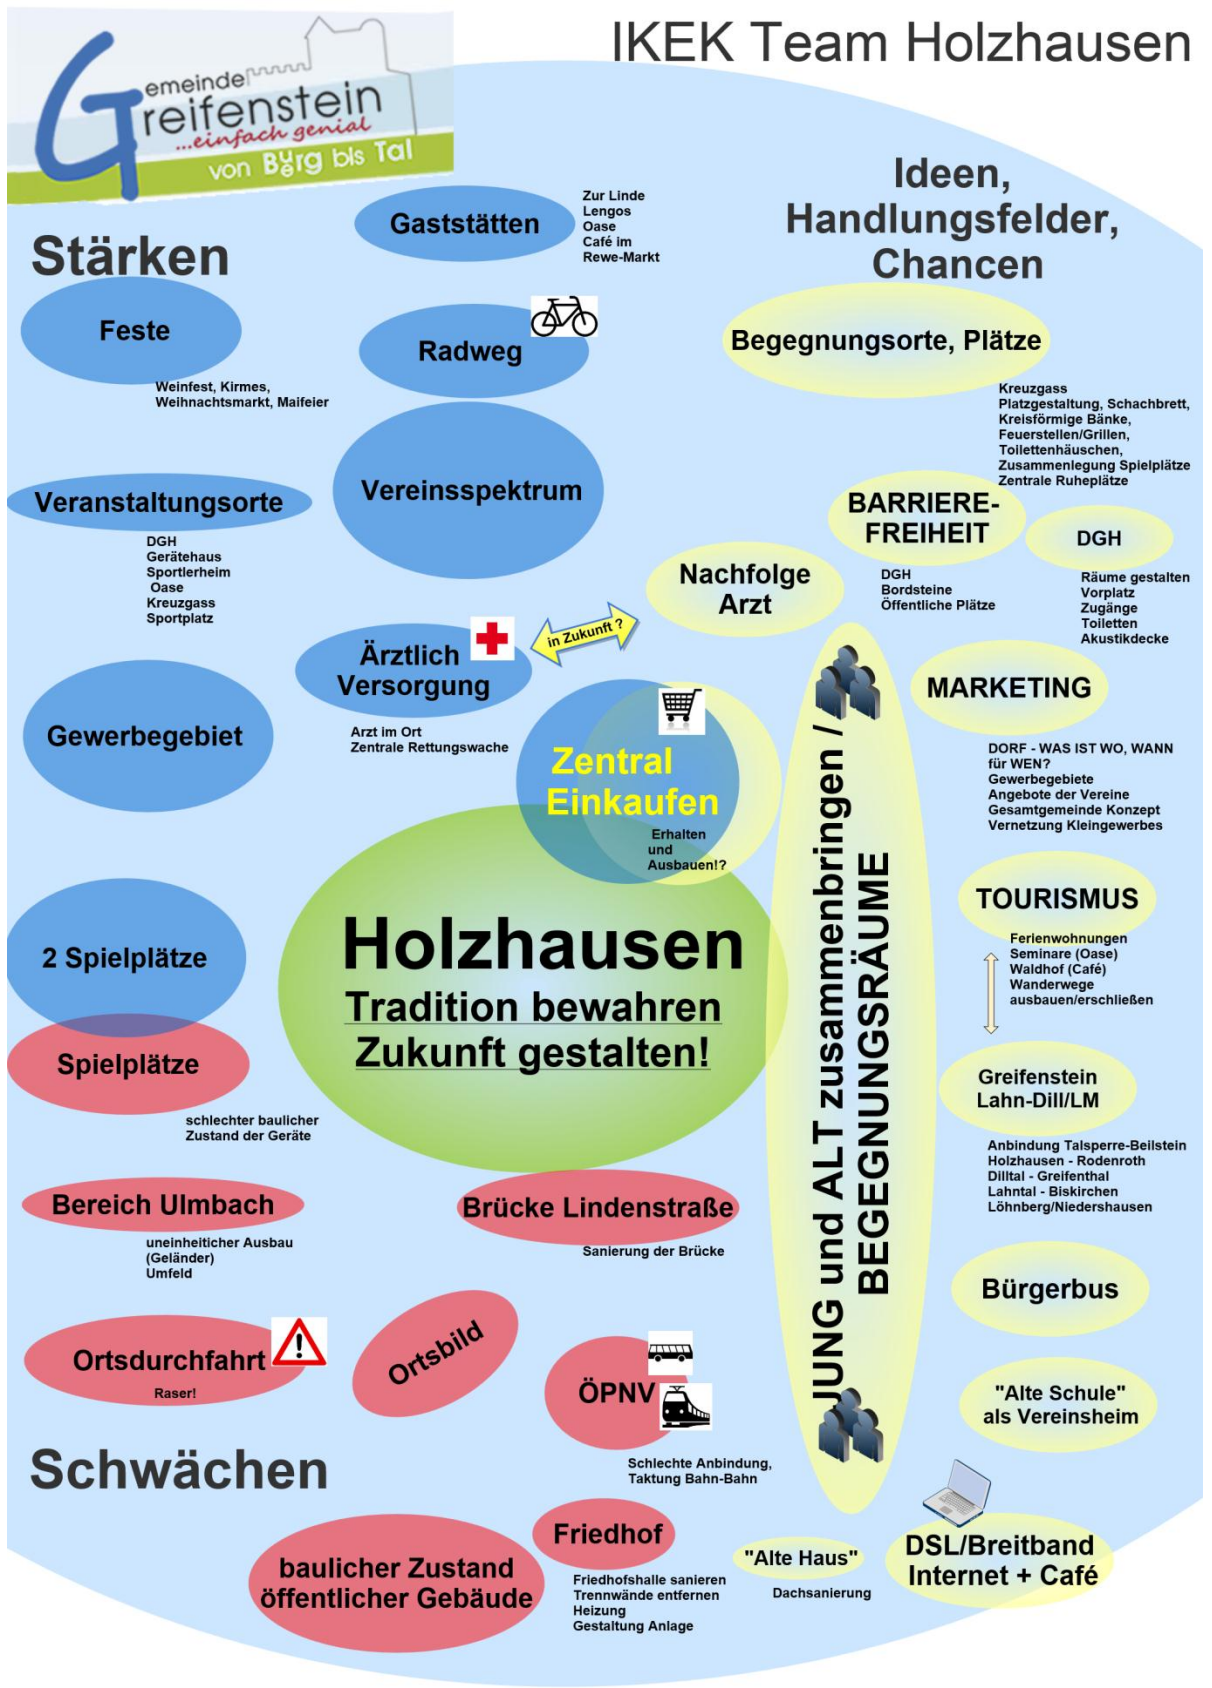 IKEK Team Holzhausen
Gemeinde
Greifenstein
...einfach genial
von Buerg bis Tal
Stärken
Gaststätten
Zur Linde
Lengos
Oase
Café im
Rewe-Markt
Ideen,
Handlungsfelder,
Chancen
Feste
Weinfest, Kirmes,
Weihnachtsmarkt, Maifeier
Radweg
Begegnungsorte, Plätze
Kreuzgass
Platzgestaltung, Schachbrett,
Kreisförmige Bänke,
Feuerstellen/Grillen,
Toilettenhäuschen,
Zusammenlegung Spielplätze
Zentrale Ruheplätze
Veranstaltungsorte
DGH
Gerätehaus
Sportlerheim
Oase
Kreuzgass
Sportplatz
Vereinsspektrum
BARRIERE-
FREIHEIT
DGH
Bordsteine
Öffentliche Plätze
DGH
Räume gestalten
Vorplatz
Zugänge
Toiletten
Akustikdecke
Nachfolge
Arzt
in Zukunft ?
Ärztlich
Versorgung
Arzt im Ort
Zentrale Rettungswache
Gewerbegebiet
Zentral
Einkaufen
Erhalten
und
Ausbauen!?
MARKETING
DORF - WAS IST WO, WANN
für WEN?
Gewerbegebiete
Angebote der Vereine
Gesamtgemeinde Konzept
Vernetzung Kleingewerbes
JUNG und ALT zusammenbringen /
BEGEGNUNGSRÄUME
Holzhausen
Tradition bewahren
Zukunft gestalten!
2 Spielplätze
Spielplätze
schlechter baulicher
Zustand der Geräte
TOURISMUS
Ferienwohnungen
Seminare (Oase)
Waldhof (Café)
Wanderwege
ausbauen/erschließen
Greifenstein
Lahn-Dill/LM
Anbindung Talsperre-Beilstein
Holzhausen - Rodenroth
Dilltal - Greifenthal
Lahntal - Biskirchen
Löhnberg/Niedershausen
Bereich Ulmbach
uneinheiticher Ausbau
(Geländer)
Umfeld
Brücke Lindenstraße
Sanierung der Brücke
Bürgerbus
Ortsdurchfahrt
Raser!
Ortsbild
ÖPNV
Schlechte Anbindung,
Taktung Bahn-Bahn
"Alte Schule"
als Vereinsheim
Schwächen
baulicher Zustand
öffentlicher Gebäude
Friedhof
Friedhofshalle sanieren
Trennwände entfernen
Heizung
Gestaltung Anlage
"Alte Haus"
Dachsanierung
DSL/Breitband
Internet + Café